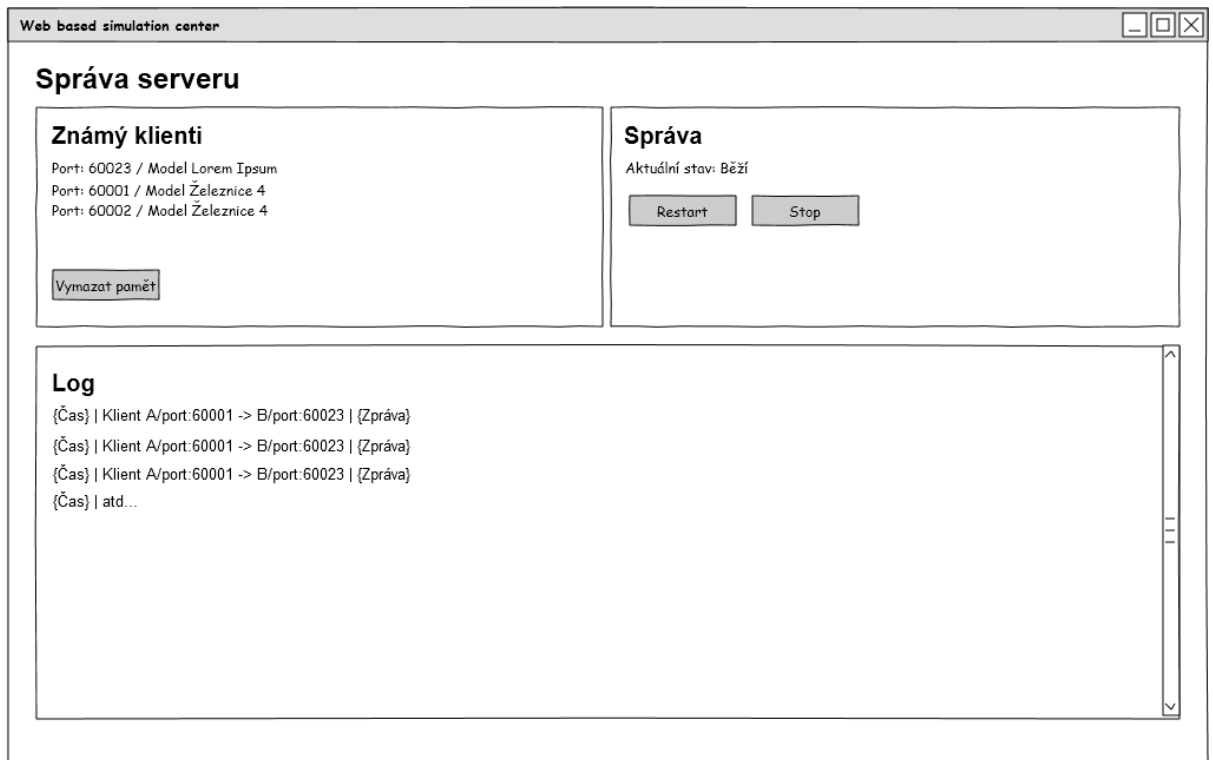 Web based simulation center
Správa serveru
Známý klienti
Port: 60023 / Model Lorem Ipsum
Port: 60001 / Model Železnice 4
Port: 60002 / Model Železnice 4
Vymazat pamět
Správa
Aktuální stav: Běží
Restart
Stop
Log
{Čas} | Klient A/port:60001 -> B/port:60023 | {Zpráva}
{Čas} | Klient A/port:60001 -> B/port:60023 | {Zpráva}
{Čas} | Klient A/port:60001 -> B/port:60023 | {Zpráva}
{Čas} | atd...